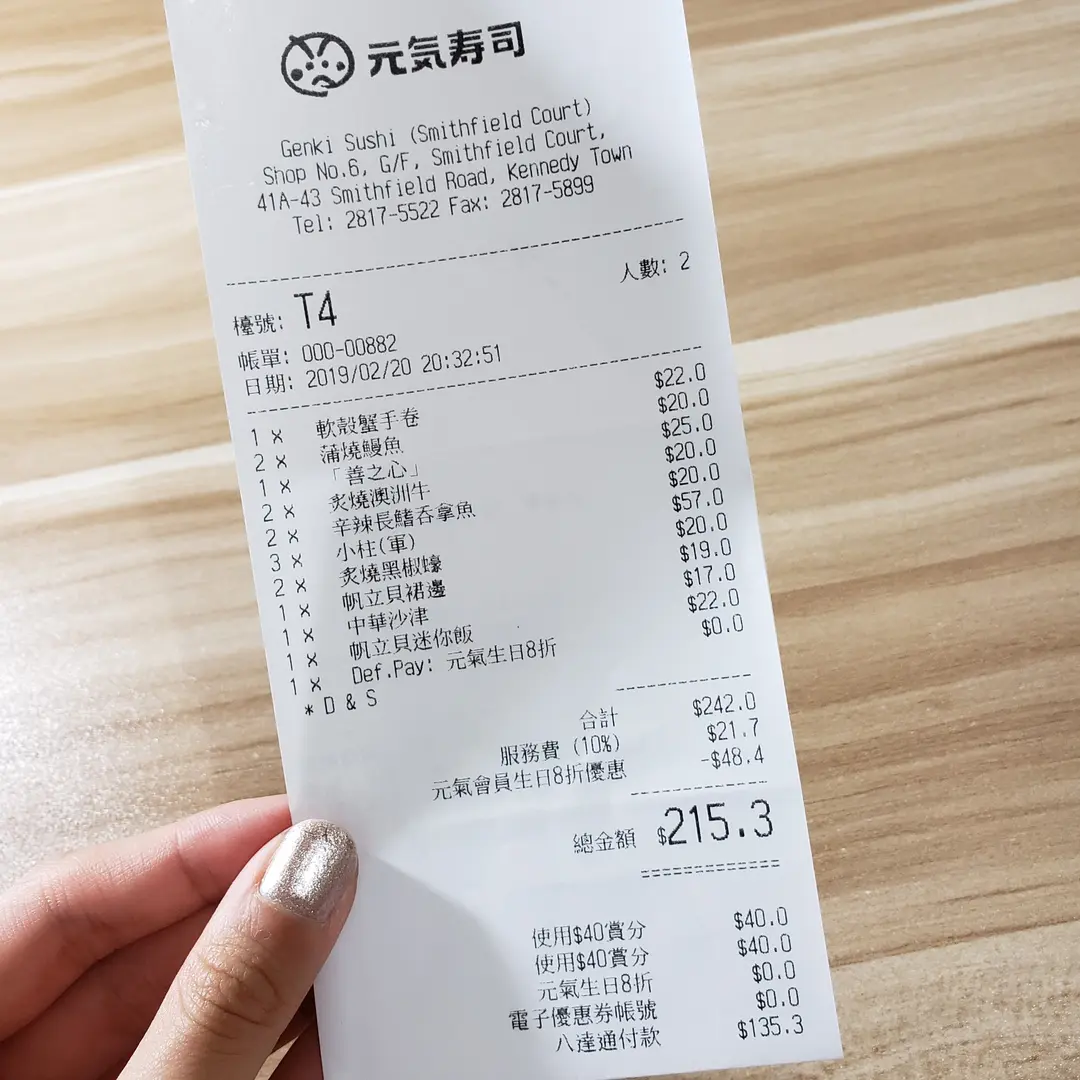 元気寿司
Genki Sushi (Smithfield Court)
Shop No.6, G/F, Smithfield Court,
41A-43 Smithfield Road, Kennedy Town
Tel: 2817-5522 Fax: 2817-5899
人數: 2
檯號: T4
帳單: 000-00882
日期: 2019/02/20 20:32:51
1 x 軟殼蟹手卷 $22.0
2 x 蒲燒鰻魚 $20.0
1 x 「善之心」 $25.0
2 x 炙燒澳洲牛 $20.0
2 x 辛辣長鰭吞拿魚 $20.0
3 x 小柱(軍) $57.0
2 x 炙燒黑椒蠔 $20.0
1 x 帆立貝裙邊 $19.0
1 x 中華沙津 $17.0
1 x 帆立貝迷你飯 $22.0
1 x Def.Pay: 元氣生日8折 $0.0
* D & S
合計 $242.0
服務費 (10%) $21.7
元氣會員生日8折優惠 -$48.4
總金額 $215.3
使用$40賞分 $40.0
使用$40賞分 $40.0
元氣生日8折 $0.0
電子優惠券帳號 $0.0
八達通付款 $135.3